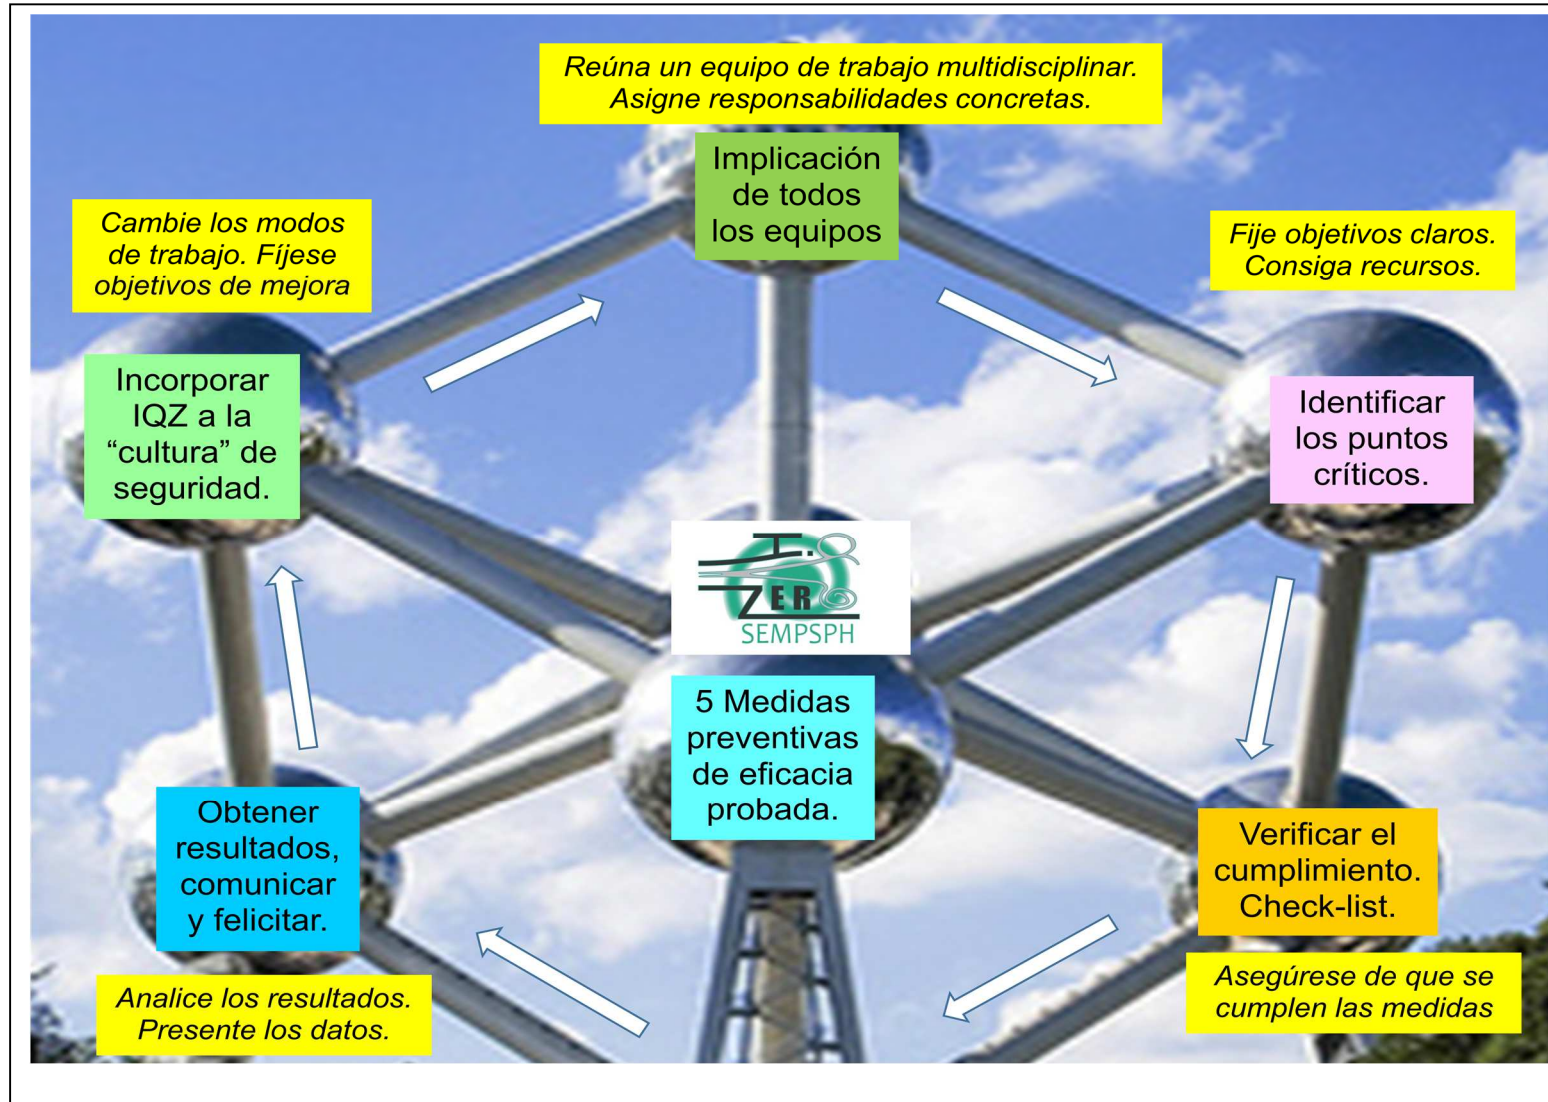 Reúna un equipo de trabajo multidisciplinar.
Asigne responsabilidades concretas.
Implicación
de todos
los equipos
Cambie los modos
de trabajo. Fíjese
objetivos de mejora
Fije objetivos claros.
Consiga recursos.
Incorporar
IQZ a la
“cultura” de
seguridad.
Identificar
los puntos
críticos.
I.Q
ZERO
SEMPSPH
5 Medidas
preventivas
de eficacia
probada.
Obtener
resultados,
comunicar
y felicitar.
Verificar el
cumplimiento.
Check-list.
Analice los resultados.
Presente los datos.
Asegúrese de que se
cumplen las medidas